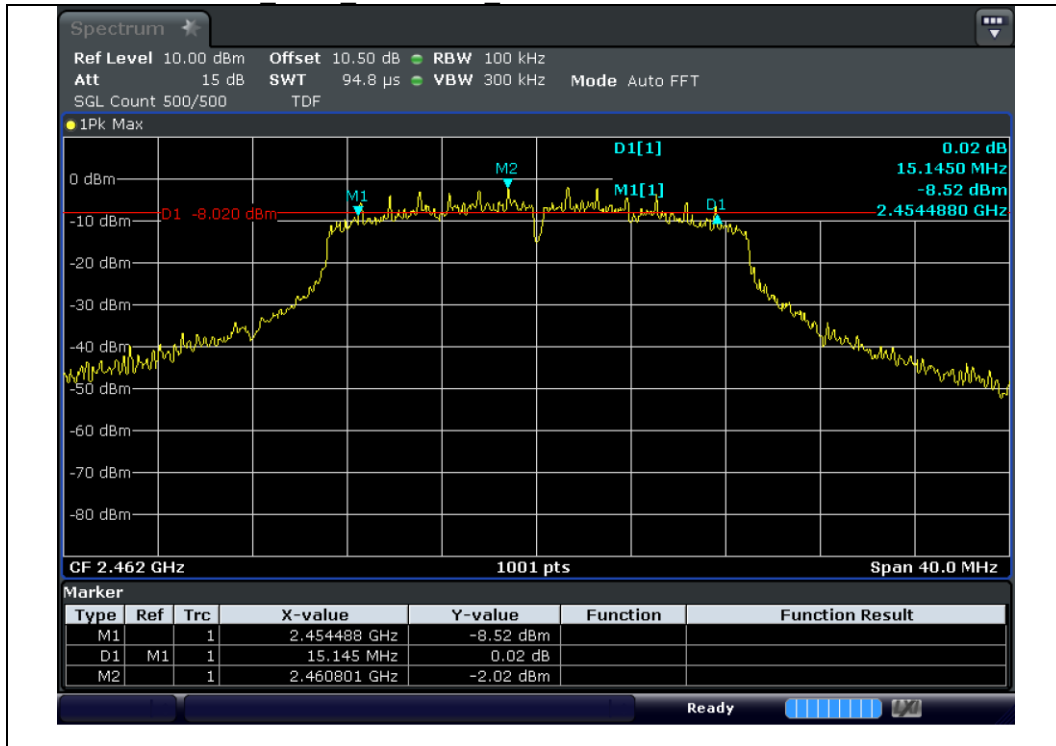 Spectrum
Ref Level 10.00 dBm Offset 10.50 dB RBW 100 kHz
Att 15 dB SWT 94.8 µs VBW 300 kHz Mode Auto FFT
SGL Count 500/500 TDF
1Pk Max
D1[1] 0.02 dB
15.1450 MHz
M1[1] -8.52 dBm
2.4544880 GHz
M2
M1
D1
0 dBm
D1 -8.020 dBm
-10 dBm
-20 dBm
-30 dBm
-40 dBm
-50 dBm
-60 dBm
-70 dBm
-80 dBm
CF 2.462 GHz 1001 pts Span 40.0 MHz
Marker
Type Ref Trc X-value Y-value Function Function Result
M1 1 2.454488 GHz -8.52 dBm
D1 M1 1 15.145 MHz 0.02 dB
M2 1 2.460801 GHz -2.02 dBm
Ready
LXI